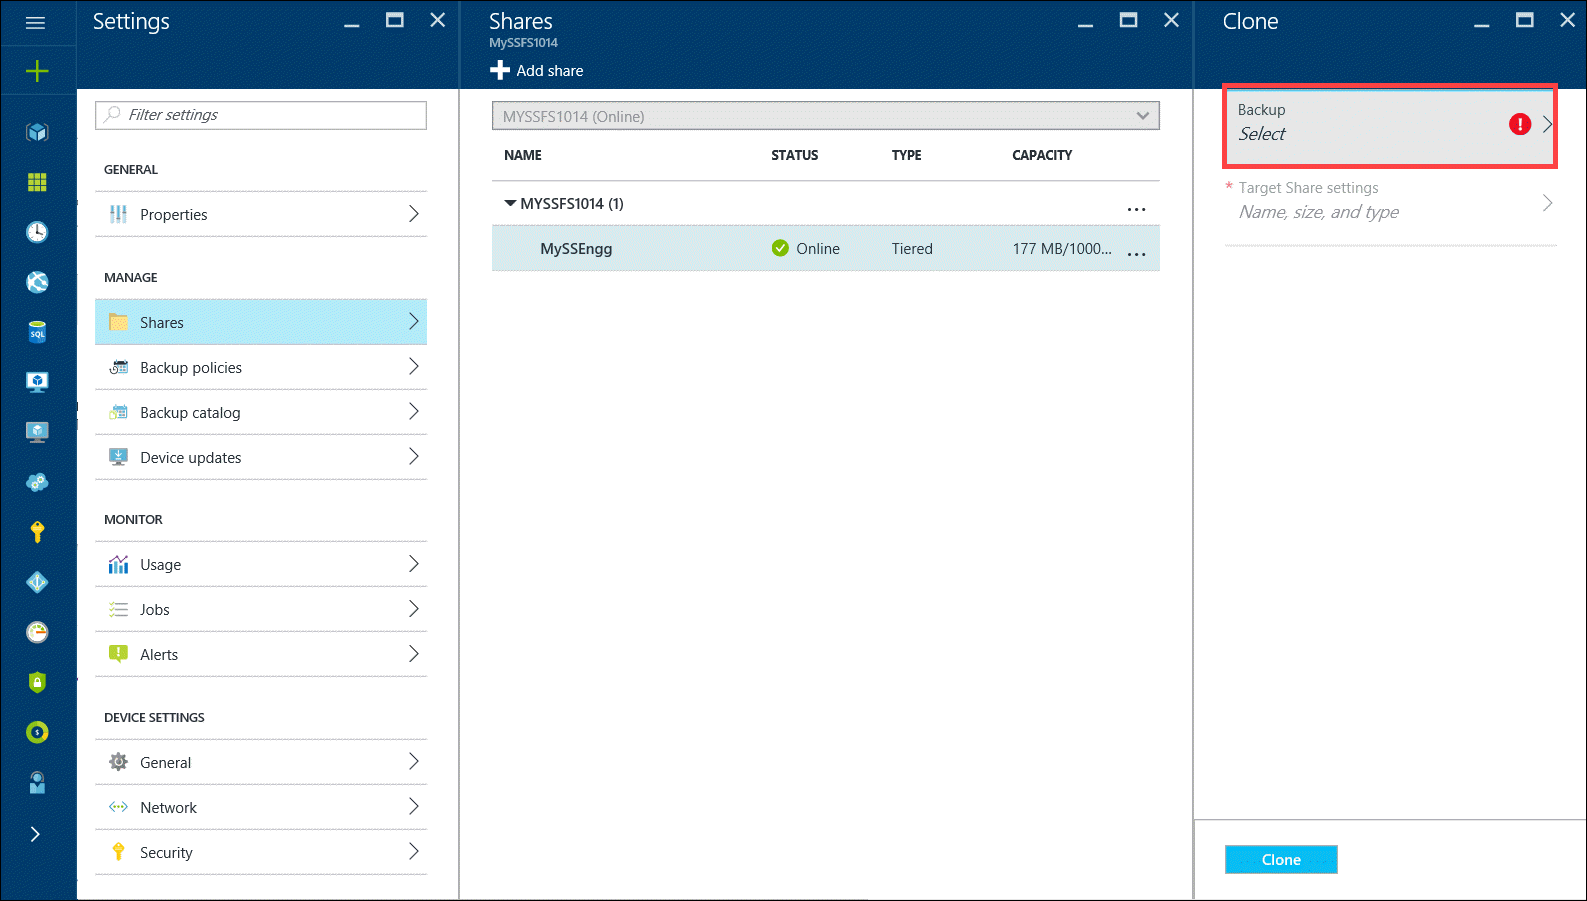 Settings
Filter settings
GENERAL
Properties
MANAGE
Shares
Backup policies
Backup catalog
Device updates
MONITOR
Usage
Jobs
Alerts
DEVICE SETTINGS
General
Network
Security
SQL
Shares
MySSFS1014
Add share
MYSSFS1014 (Online)
NAME STATUS TYPE CAPACITY
MYSSFS1014 (1) ...
MySSEngg Online Tiered 177 MB/1000... ...
Clone
Backup
Select
* Target Share settings
Name, size, and type
Clone